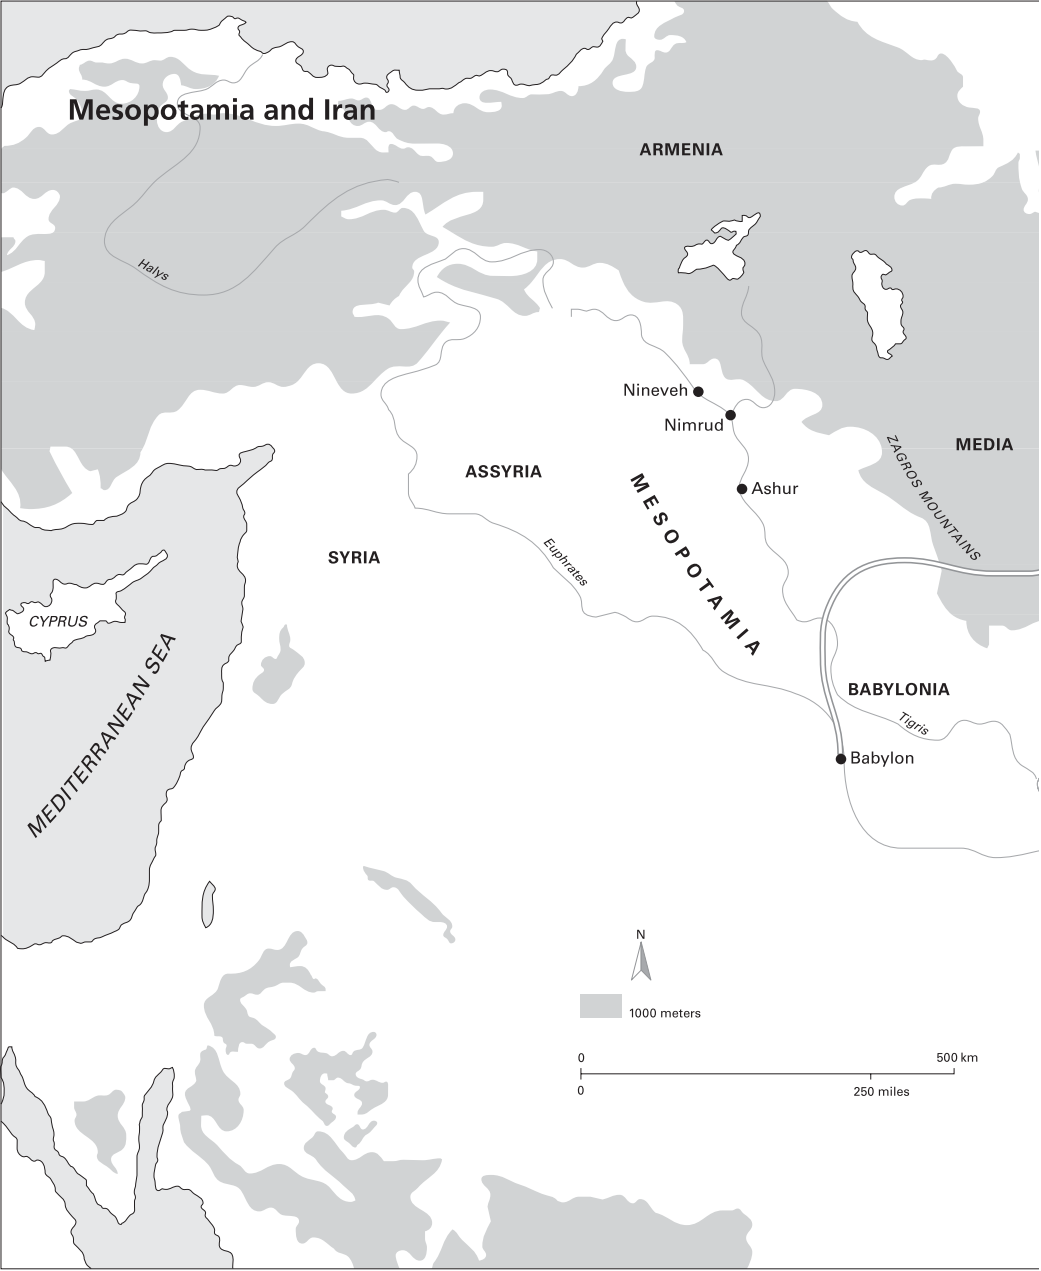 Mesopotamia and Iran
ARMENIA
Halys
Nineveh
Nimrud
ZAGROS MOUNTAINS
MEDIA
ASSYRIA
MESOPOTAMIA
Ashur
SYRIA
Euphrates
CYPRUS
MEDITERRANEAN SEA
BABYLONIA
Tigris
Babylon
N
1000 meters
0
500 km
0
250 miles